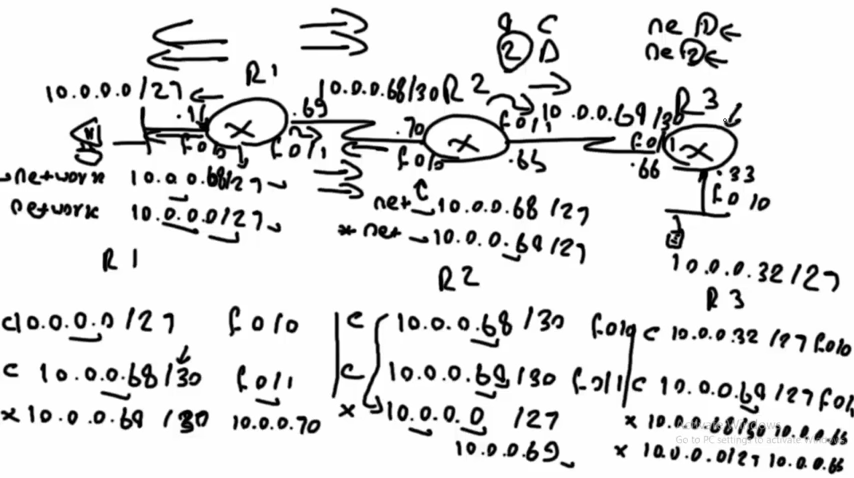 R C
2 D
net 1
net 2
R1
10.0.0.0/27
.69
10.0.0.68/30
R2
10.0.0.69/30
R3
.70
f0/1
f0/1
f0/0
.65
.66
.33
f0/0
network 10.0.0.68/27
network 10.0.0.0/27
net 10.0.0.68/27
* net 10.0.0.69/27
10.0.0.32/27
R1
R2
R3
C 10.0.0.0/27 f0/0
C 10.0.0.68/30 f0/1
x 10.0.0.69/30 10.0.0.70
C 10.0.0.68/30 f0/0
C 10.0.0.69/30 f0/1
x 10.0.0.0 /27
10.0.0.69
C 10.0.0.32 /27 f0/0
C 10.0.0.69/27 f0/
x 10.0.0.68/30 10.0.0.65
x 10.0.0.0/27 10.0.0.66
Activate Windows
Go to PC settings to activate Windows.